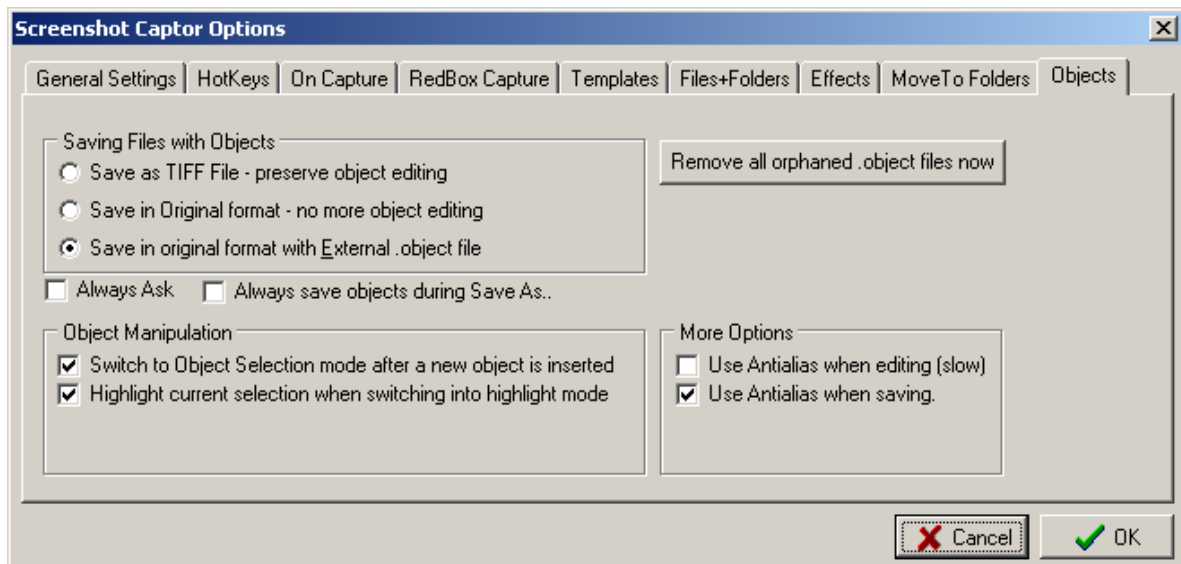 Screenshot Captor Options
General Settings HotKeys On Capture RedBox Capture Templates Files+Folders Effects MoveTo Folders Objects
Saving Files with Objects
Save as TIFF File - preserve object editing
Save in Original format - no more object editing
Save in original format with External .object file
Remove all orphaned .object files now
Always Ask Always save objects during Save As..
Object Manipulation
Switch to Object Selection mode after a new object is inserted
Highlight current selection when switching into highlight mode
More Options
Use Antialias when editing (slow)
Use Antialias when saving.
Cancel OK